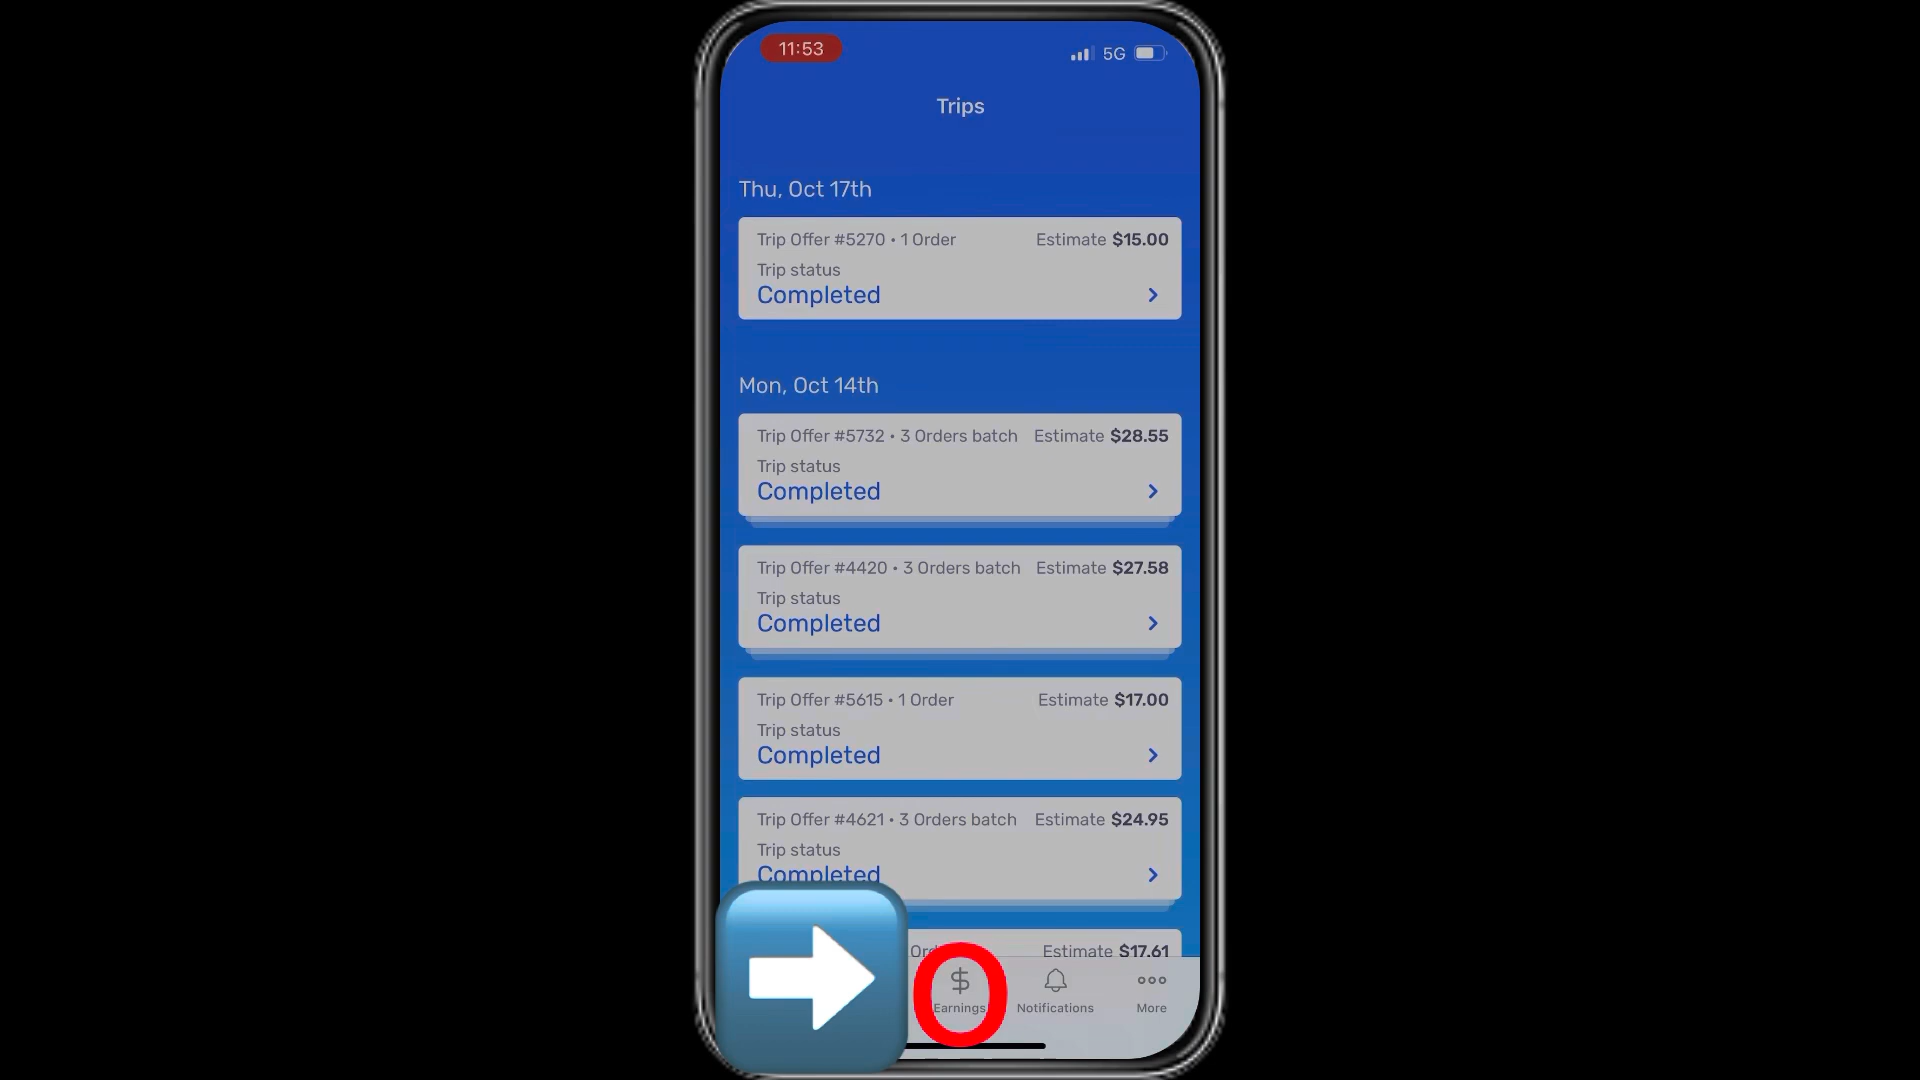 11:53
5G
Trips
Thu, Oct 17th
Trip Offer #5270 • 1 Order Estimate $15.00
Trip status
Completed
Mon, Oct 14th
Trip Offer #5732 • 3 Orders batch Estimate $28.55
Trip status
Completed
Trip Offer #4420 • 3 Orders batch Estimate $27.58
Trip status
Completed
Trip Offer #5615 • 1 Order Estimate $17.00
Trip status
Completed
Trip Offer #4621 • 3 Orders batch Estimate $24.95
Trip status
Completed
Estimate $17.61
Earnings Notifications More